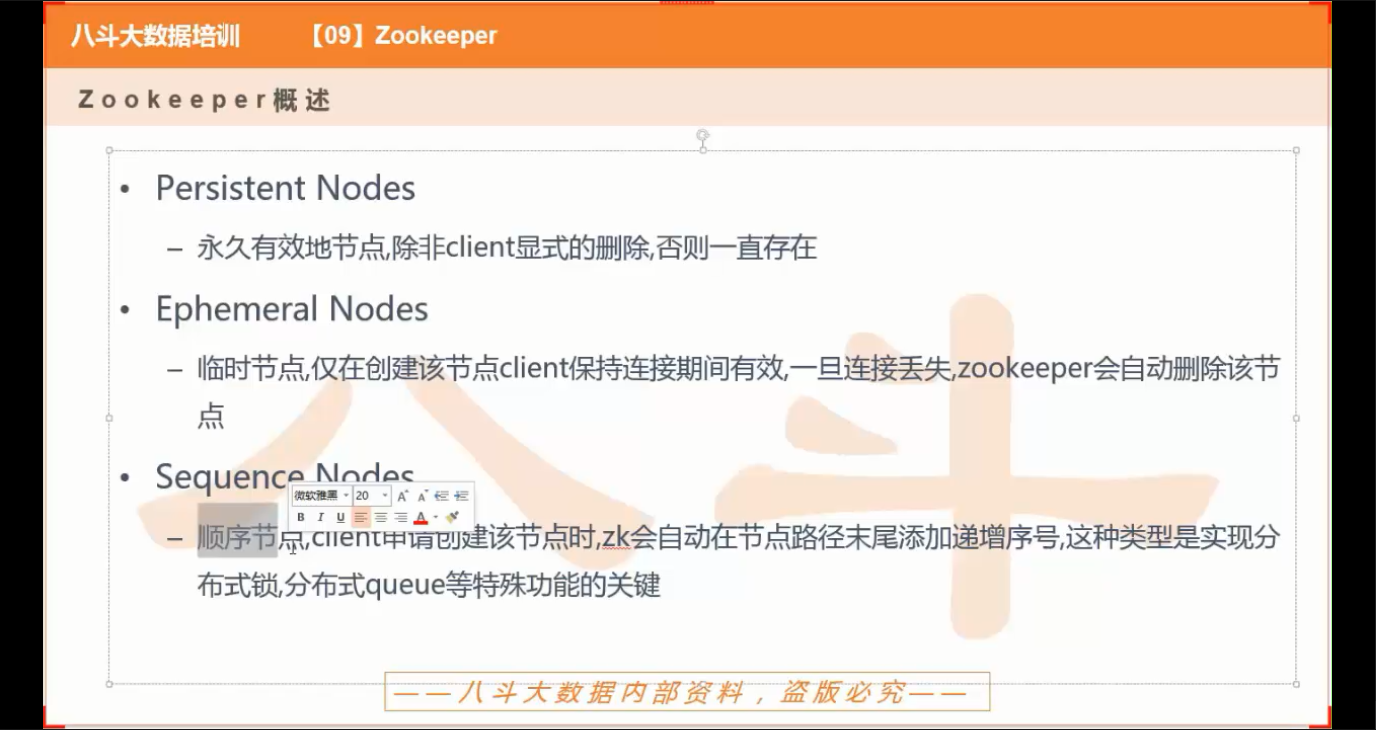 八斗大数据培训 【09】Zookeeper
Zookeeper概述
• Persistent Nodes
– 永久有效地节点,除非client显式的删除,否则一直存在
• Ephemeral Nodes
– 临时节点,仅在创建该节点client保持连接期间有效,一旦连接丢失,zookeeper会自动删除该节
点
• Sequence Nodes
微软雅黑 20 A A
B I U A
– 顺序节点,client申请创建该节点时,zk会自动在节点路径末尾添加递增序号,这种类型是实现分
布式锁,分布式queue等特殊功能的关键
八斗
——八斗大数据内部资料，盗版必究——